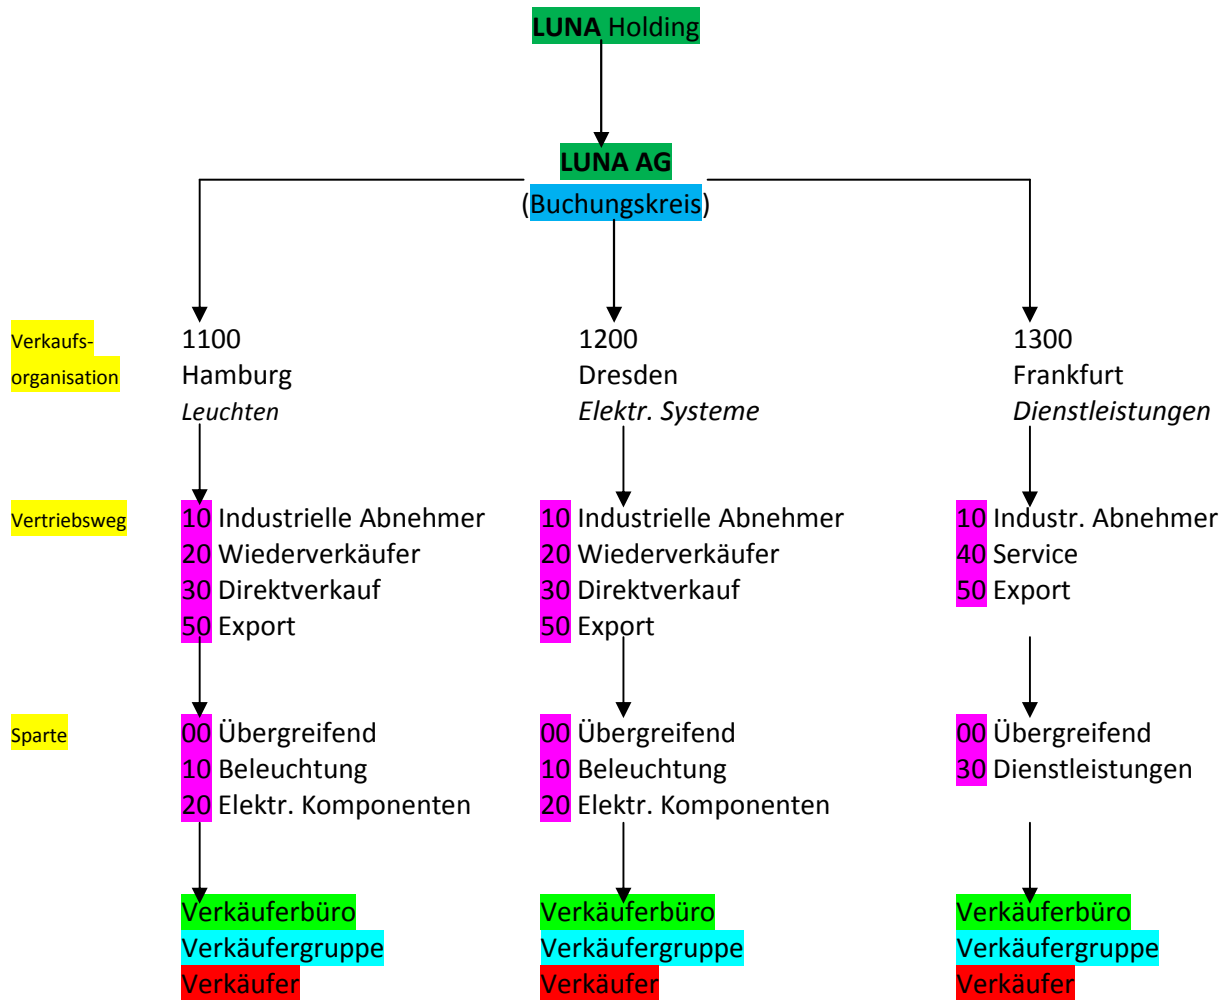 LUNA Holding
LUNA AG
(Buchungskreis)
Verkaufs-
organisation
1100
Hamburg
Leuchten
1200
Dresden
Elektr. Systeme
1300
Frankfurt
Dienstleistungen
Vertriebsweg
10 Industrielle Abnehmer
20 Wiederverkäufer
30 Direktverkauf
50 Export
10 Industrielle Abnehmer
20 Wiederverkäufer
30 Direktverkauf
50 Export
10 Industr. Abnehmer
40 Service
50 Export
Sparte
00 Übergreifend
10 Beleuchtung
20 Elektr. Komponenten
00 Übergreifend
10 Beleuchtung
20 Elektr. Komponenten
00 Übergreifend
30 Dienstleistungen
Verkäuferbüro
Verkäufergruppe
Verkäufer
Verkäuferbüro
Verkäufergruppe
Verkäufer
Verkäuferbüro
Verkäufergruppe
Verkäufer